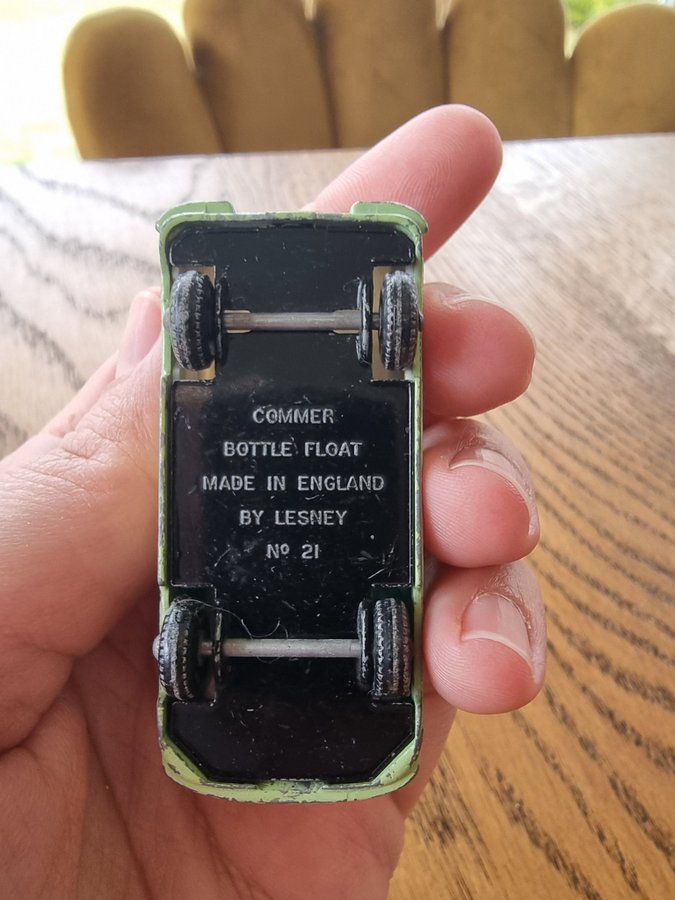 COMMER
BOTTLE FLOAT
MADE IN ENGLAND
BY LESNEY
Nº 21